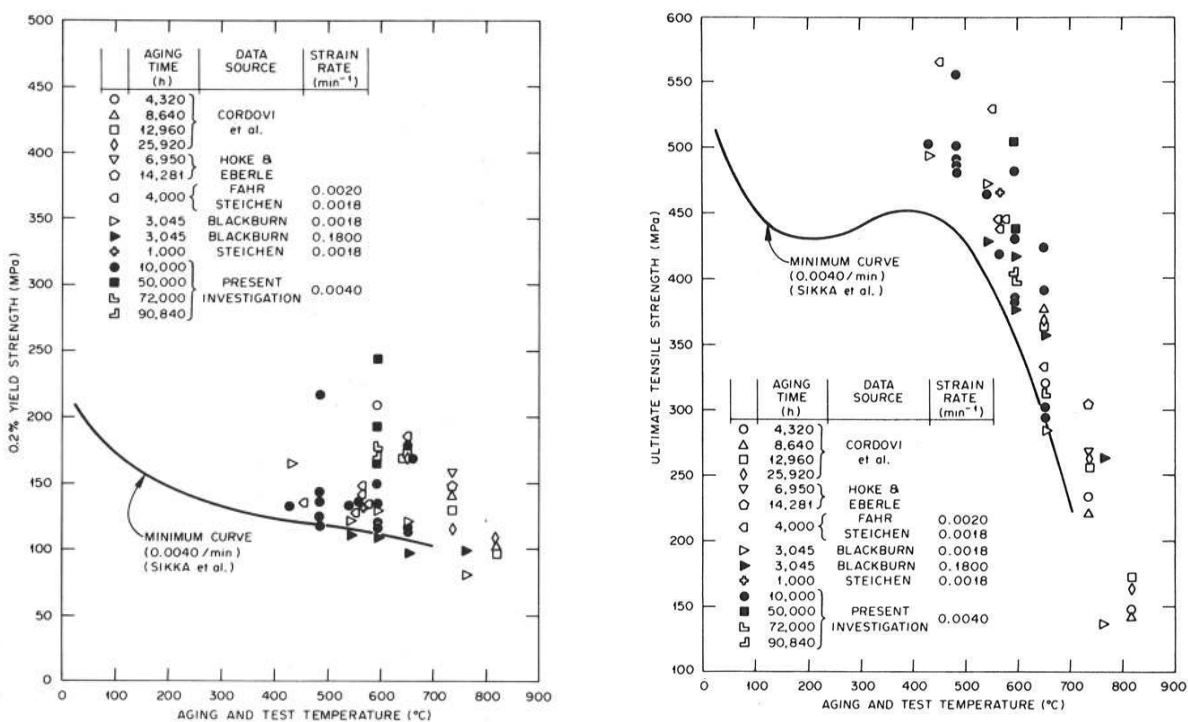 500
450
400
350
300
250
200
150
100
50
0
0.2% YIELD STRENGTH (MPa)
AGING TIME (h) DATA SOURCE STRAIN RATE (min⁻¹)
4,320
8,640 CORDOVI
12,960 et al.
25,920
6,950 HOKE &
14,281 EBERLE
4,000 FAHR 0.0020
STEICHEN 0.0018
3,045 BLACKBURN 0.0018
3,045 BLACKBURN 0.1800
1,000 STEICHEN 0.0018
10,000
50,000 PRESENT
72,000 INVESTIGATION 0.0040
90,840
MINIMUM CURVE
(0.0040/min)
(SIKKA et al.)
0 100 200 300 400 500 600 700 800 900
AGING AND TEST TEMPERATURE (°C)
600
550
500
450
400
350
300
250
200
150
100
ULTIMATE TENSILE STRENGTH (MPa)
MINIMUM CURVE
(0.0040/min)
(SIKKA et al.)
AGING TIME (h) DATA SOURCE STRAIN RATE (min⁻¹)
4,320
8,640 CORDOVI
12,960 et al.
25,920
6,950 HOKE &
14,281 EBERLE
4,000 FAHR 0.0020
STEICHEN 0.0018
3,045 BLACKBURN 0.0018
3,045 BLACKBURN 0.1800
1,000 STEICHEN 0.0018
10,000
50,000 PRESENT 0.0040
72,000 INVESTIGATION
90,840
0 100 200 300 400 500 600 700 800 900
AGING AND TEST TEMPERATURE (°C)